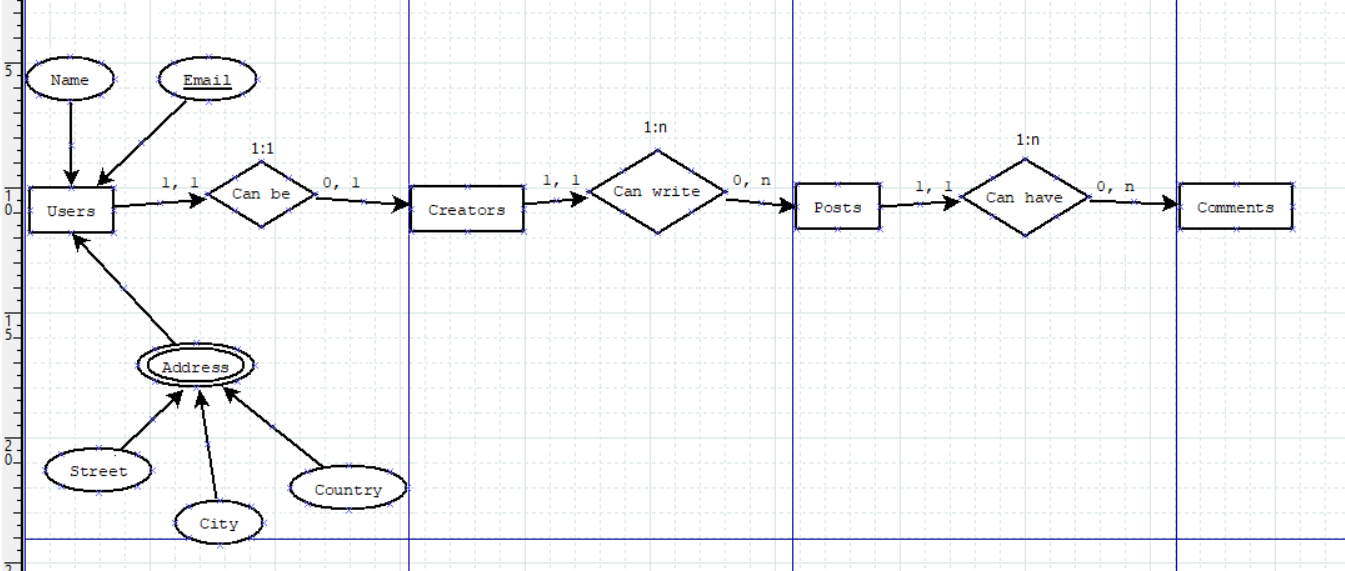 5
Name
Email
1:1
1:n
1:n
1, 1
0, 1
1, 1
0, n
1, 1
0, n
Can be
Can write
Can have
1
0
Users
Creators
Posts
Comments
1
5
Address
2
0
Street
Country
City
2